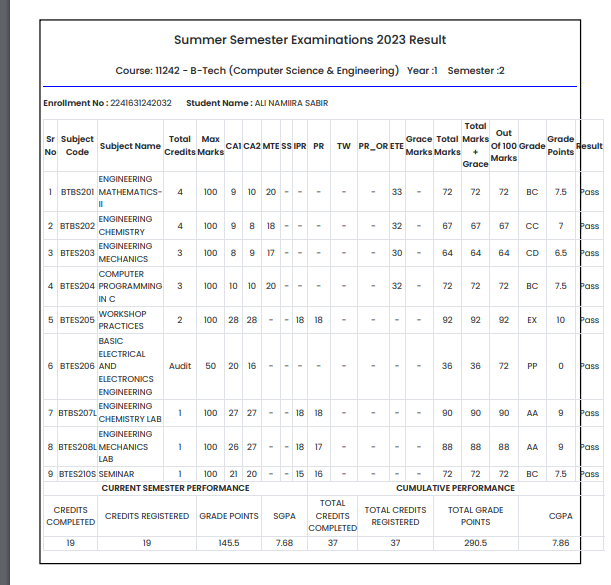 Summer Semester Examinations 2023 Result
Course: 11242 - B-Tech (Computer Science & Engineering) Year :1 Semester :2
Enrollment No : 2241631242032 Student Name : ALI NAMIIRA SABIR
Sr No Subject Code Subject Name Total Credits Max Marks CA1 CA2 MTE SS IPR PR TW PR_OR ETE Grace Marks Total Marks Total Marks + Grace Out Of 100 Marks Grade Grade Points Result
1 BTBS201 ENGINEERING MATHEMATICS-II 4 100 9 10 20 - - - - - 33 - 72 72 72 BC 7.5 Pass
2 BTBS202 ENGINEERING CHEMISTRY 4 100 9 8 18 - - - - - 32 - 67 67 67 CC 7 Pass
3 BTES203 ENGINEERING MECHANICS 3 100 8 9 17 - - - - - 30 - 64 64 64 CD 6.5 Pass
4 BTES204 COMPUTER PROGRAMMING IN C 3 100 10 10 20 - - - - - 32 - 72 72 72 BC 7.5 Pass
5 BTES205 WORKSHOP PRACTICES 2 100 28 28 - - 18 18 - - - - 92 92 92 EX 10 Pass
6 BTES206 BASIC ELECTRICAL AND ELECTRONICS ENGINEERING Audit 50 20 16 - - - - - - - - 36 36 72 PP 0 Pass
7 BTBS207L ENGINEERING CHEMISTRY LAB 1 100 27 27 - - 18 18 - - - - 90 90 90 AA 9 Pass
8 BTES208L ENGINEERING MECHANICS LAB 1 100 26 27 - - 18 17 - - - - 88 88 88 AA 9 Pass
9 BTES210S SEMINAR 1 100 21 20 - - 15 16 - - - - 72 72 72 BC 7.5 Pass
CURRENT SEMESTER PERFORMANCE CUMULATIVE PERFORMANCE
CREDITS COMPLETED CREDITS REGISTERED GRADE POINTS SGPA TOTAL CREDITS COMPLETED TOTAL CREDITS REGISTERED TOTAL GRADE POINTS CGPA
19 19 145.5 7.68 37 37 290.5 7.86